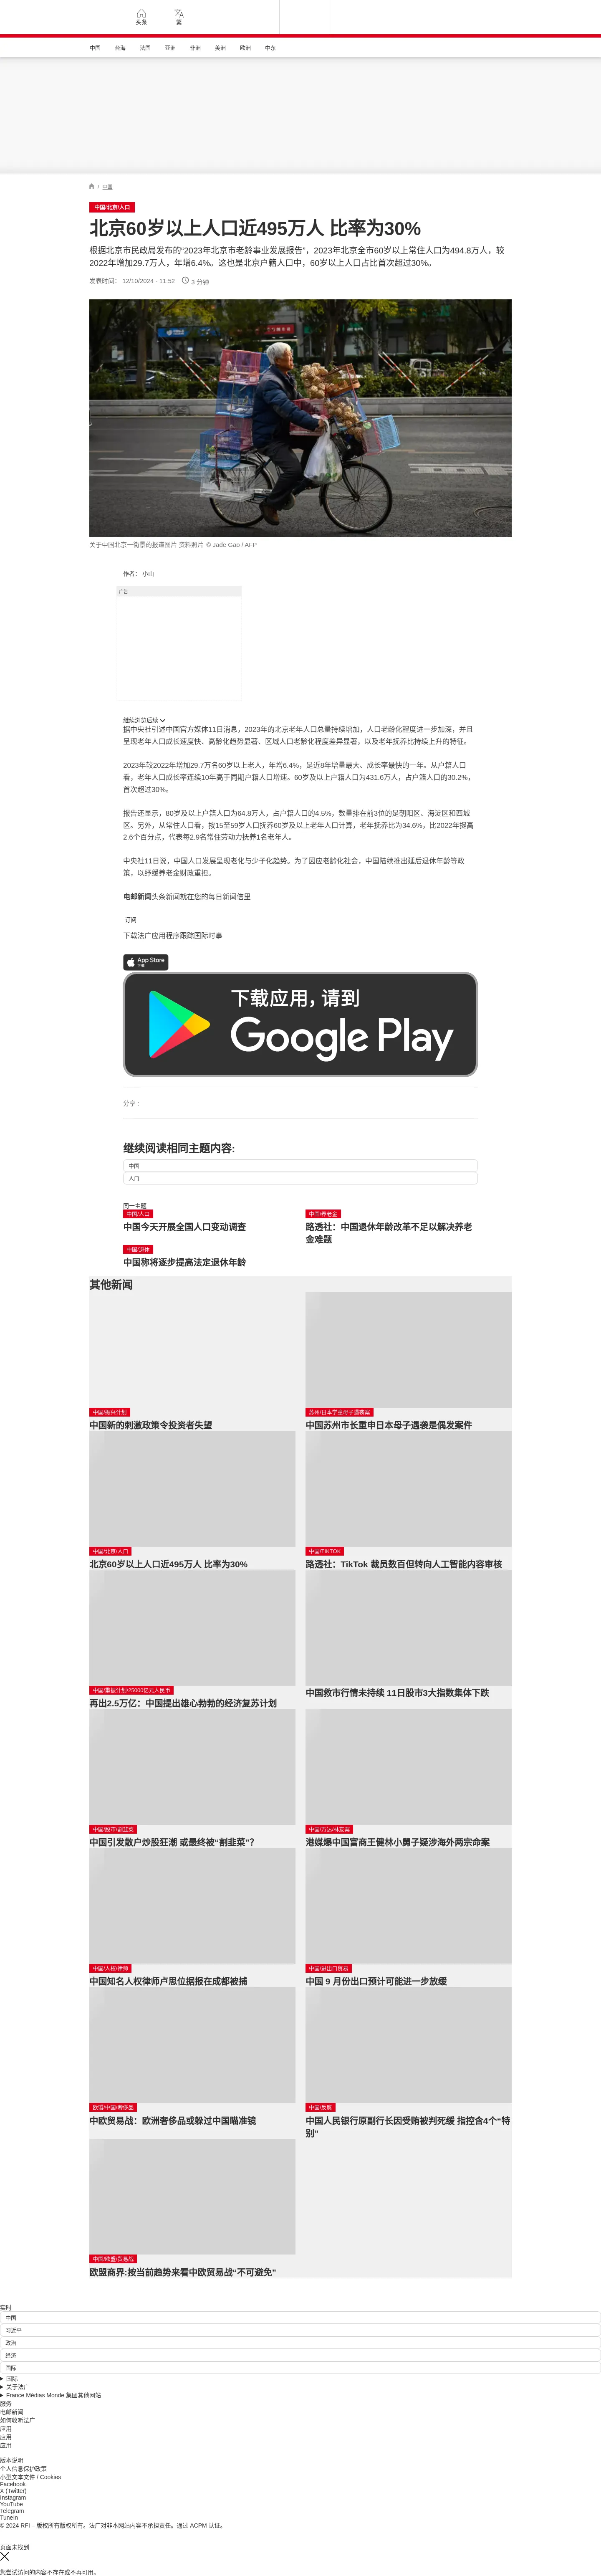 头条
繁
中国
台海
法国
亚洲
非洲
美洲
欧洲
中东
/ 中国
中国/北京/人口
北京60岁以上人口近495万人 比率为30%
根据北京市民政局发布的“2023年北京市老龄事业发展报告”，2023年北京全市60岁以上常住人口为494.8万人，较
2022年增加29.7万人，年增6.4%。这也是北京户籍人口中，60岁以上人口占比首次超过30%。
发表时间： 12/10/2024 - 11:52 3 分钟
关于中国北京一街景的报道图片 资料照片 © Jade Gao / AFP
作者： 小山
广告
继续浏览后续
据中央社引述中国官方媒体11日消息，2023年的北京老年人口总量持续增加，人口老龄化程度进一步加深，并且
呈现老年人口成长速度快、高龄化趋势显著、区域人口老龄化程度差异显著，以及老年抚养比持续上升的特征。
2023年较2022年增加29.7万名60岁以上老人，年增6.4%，是近8年增量最大、成长率最快的一年。从户籍人口
看，老年人口成长率连续10年高于同期户籍人口增速。60岁及以上户籍人口为431.6万人，占户籍人口的30.2%，
首次超过30%。
报告还显示，80岁及以上户籍人口为64.8万人，占户籍人口的4.5%，数量排在前3位的是朝阳区、海淀区和西城
区。另外，从常住人口看，按15至59岁人口抚养60岁及以上老年人口计算，老年抚养比为34.6%，比2022年提高
2.6个百分点，代表每2.9名常住劳动力抚养1名老年人。
中央社11日说，中国人口发展呈现老化与少子化趋势。为了因应老龄化社会，中国陆续推出延后退休年龄等政
策，以纾缓养老金财政重担。
电邮新闻头条新闻就在您的每日新闻信里
订阅
下载法广应用程序跟踪国际时事
App Store
下载
下载应用，请到
Google Play
分享 :
继续阅读相同主题内容:
中国
人口
同一主题
中国/人口
中国今天开展全国人口变动调查
中国/养老金
路透社：中国退休年龄改革不足以解决养老
金难题
中国/退休
中国称将逐步提高法定退休年龄
其他新闻
中国/振兴计划
中国新的刺激政策令投资者失望
苏州/日本学童母子遇袭案
中国苏州市长重申日本母子遇袭是偶发案件
中国/北京/人口
北京60岁以上人口近495万人 比率为30%
中国/TIKTOK
路透社：TikTok 裁员数百但转向人工智能内容审核
中国/重振计划/25000亿元人民币
再出2.5万亿：中国提出雄心勃勃的经济复苏计划
中国救市行情未持续 11日股市3大指数集体下跌
中国/股市/割韭菜
中国引发散户炒股狂潮 或最终被“割韭菜”？
中国/万达/林友案
港媒爆中国富商王健林小舅子疑涉海外两宗命案
中国/人权/律师
中国知名人权律师卢思位据报在成都被捕
中国/进出口贸易
中国 9 月份出口预计可能进一步放缓
欧盟/中国/奢侈品
中欧贸易战：欧洲奢侈品或躲过中国瞄准镜
中国/反腐
中国人民银行原副行长因受贿被判死缓 指控含4个“特
别”
中国/欧盟/贸易战
欧盟商界:按当前趋势来看中欧贸易战“不可避免”
实时
中国
习近平
政治
经济
国际
国际
关于法广
France Médias Monde 集团其他网站
服务
电邮新闻
如何收听法广
应用
应用
应用
版本说明
个人信息保护政策
小型文本文件 / Cookies
Facebook
X (Twitter)
Instagram
YouTube
Telegram
TuneIn
© 2024 RFI – 版权所有版权所有。法广对非本网站内容不承担责任。通过 ACPM 认证。
页面未找到
您尝试访问的内容不存在或不再可用。